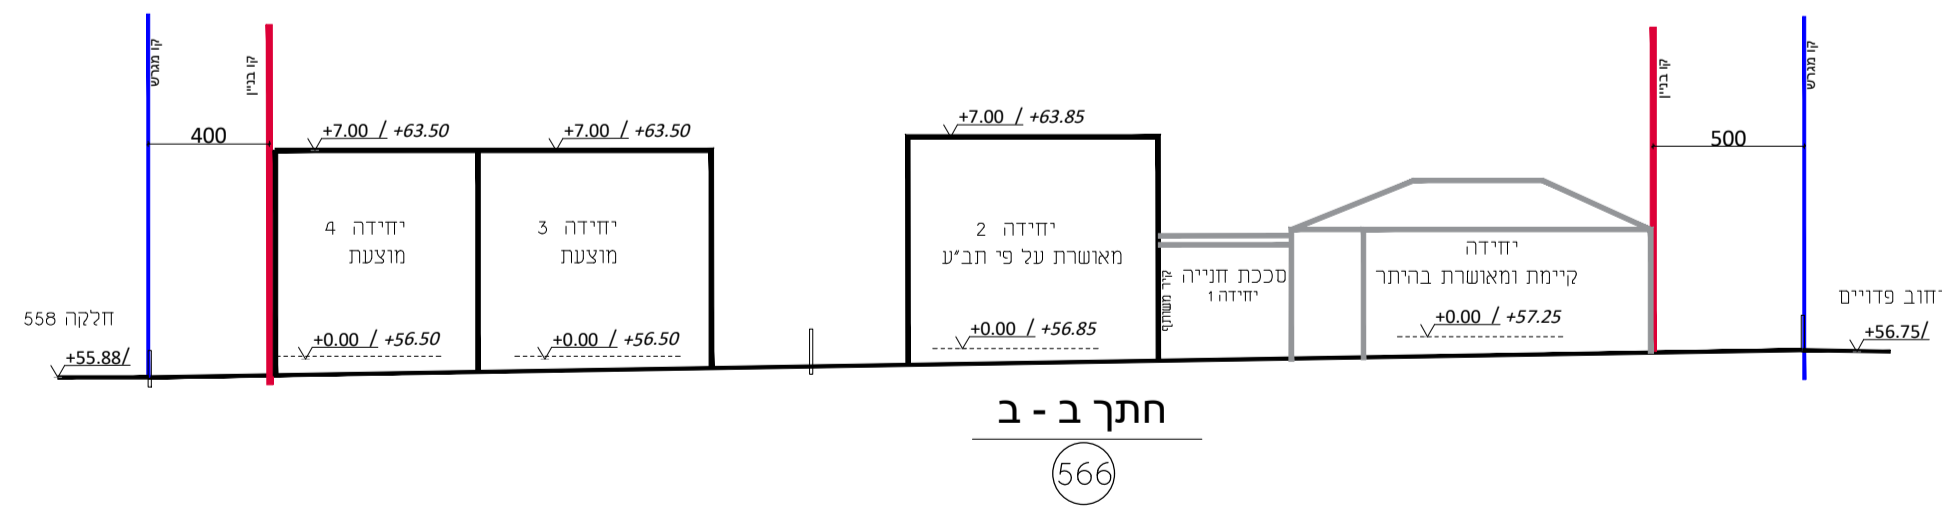 קו מגרש
קו בניין
קו בניין
קו מגרש
400
+7.00 / +63.50
+7.00 / +63.50
+7.00 / +63.85
500
יחידה 4
מוצעת
יחידה 3
מוצעת
יחידה 2
מאושרת על פי תב"ע
קיר משותף
סככת חנייה
יחידה 1
יחידה
קיימת ומאושרת בהיתר
רחוב פדויים
חלקה 558
+55.88/
+0.00 / +56.50
+0.00 / +56.50
+0.00 / +56.85
+0.00 / +57.25
+56.75/
חתך ב - ב
566